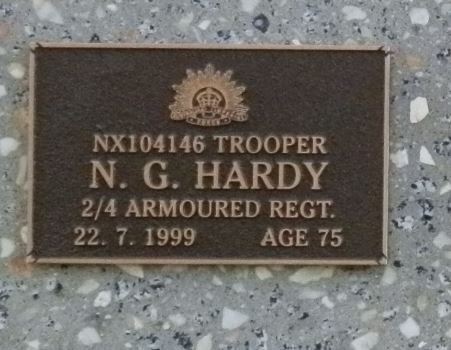 NX104146 TROOPER
N. G. HARDY
2/4 ARMOURED REGT.
22. 7. 1999 AGE 75